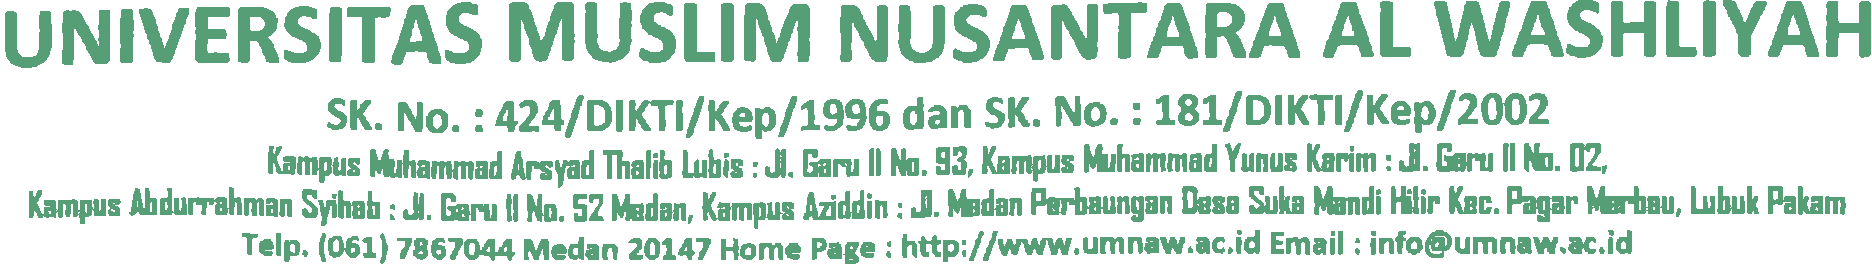 UNIVERSITAS MUSLIM NUSANTARA AL WASHLIYAH
SK. No. : 424/DIKTI/Kep/1996 dan SK. No. : 181/DIKTI/Kep/2002
Kampus Muhammad Arsyad Thalib Lubis : Jl. Garu II No. 93, Kampus Muhammad Yunus Karim : Jl. Garu II No. 02,
Kampus Abdurrahman Syihab : Jl. Garu II No. 52 Medan, Kampus Aziddin : Jl. Medan Perbaungan Desa Suka Mandi Hilir Kec. Pagar Merbau, Lubuk Pakam
Telp. (061) 7867044 Medan 20147 Home Page : http://www.umnaw.ac.id Email : info@umnaw.ac.id